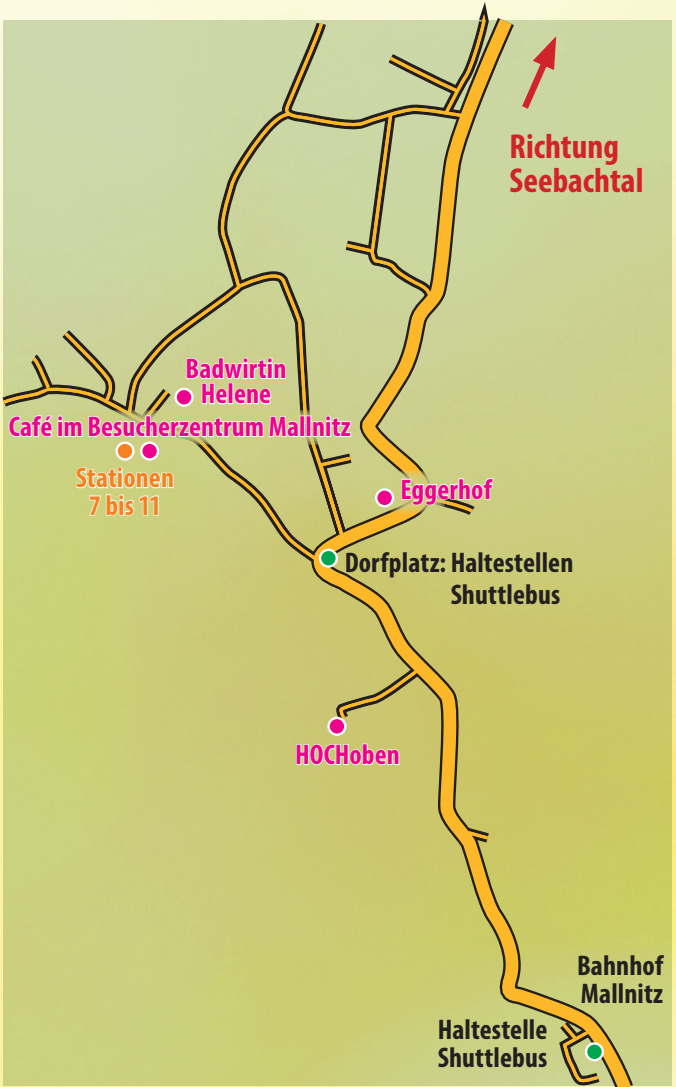 Richtung
Seebachtal
Badwirtin
Helene
Café im Besucherzentrum Mallnitz
Stationen
7 bis 11
Eggerhof
Dorfplatz: Haltestellen
Shuttlebus
HOCHoben
Bahnhof
Mallnitz
Haltestelle
Shuttlebus